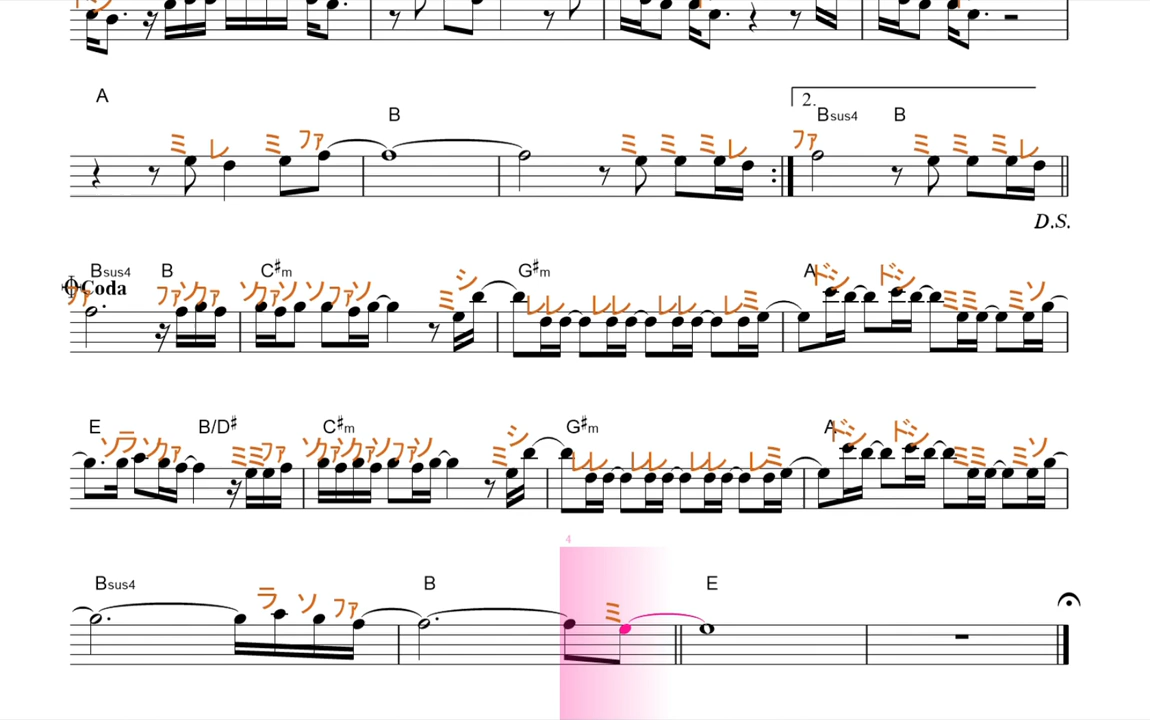 A B 2. Bsus4 B
ミ レ ミ ファ ミ ミ ミ レ ファ ミ ミ ミ レ
D.S.
Bsus4 B C♯m G♯m A
Coda
ファ ファ ソ ファ ソ ファ ソ ソ ファ ソ ミ シ レ レ レ レ レ レ レ ミ ド シ ド シ ミ ミ ミ ソ
E B/D♯ C♯m G♯m A
ソ ラ ソ ファ ミ ミ ファ ソ ファ ソ ファ ソ ファ ソ ミ シ レ レ レ レ レ レ レ ミ ド シ ド シ ミ ミ ミ ソ
4
Bsus4 B E
ラ ソ ファ ミ